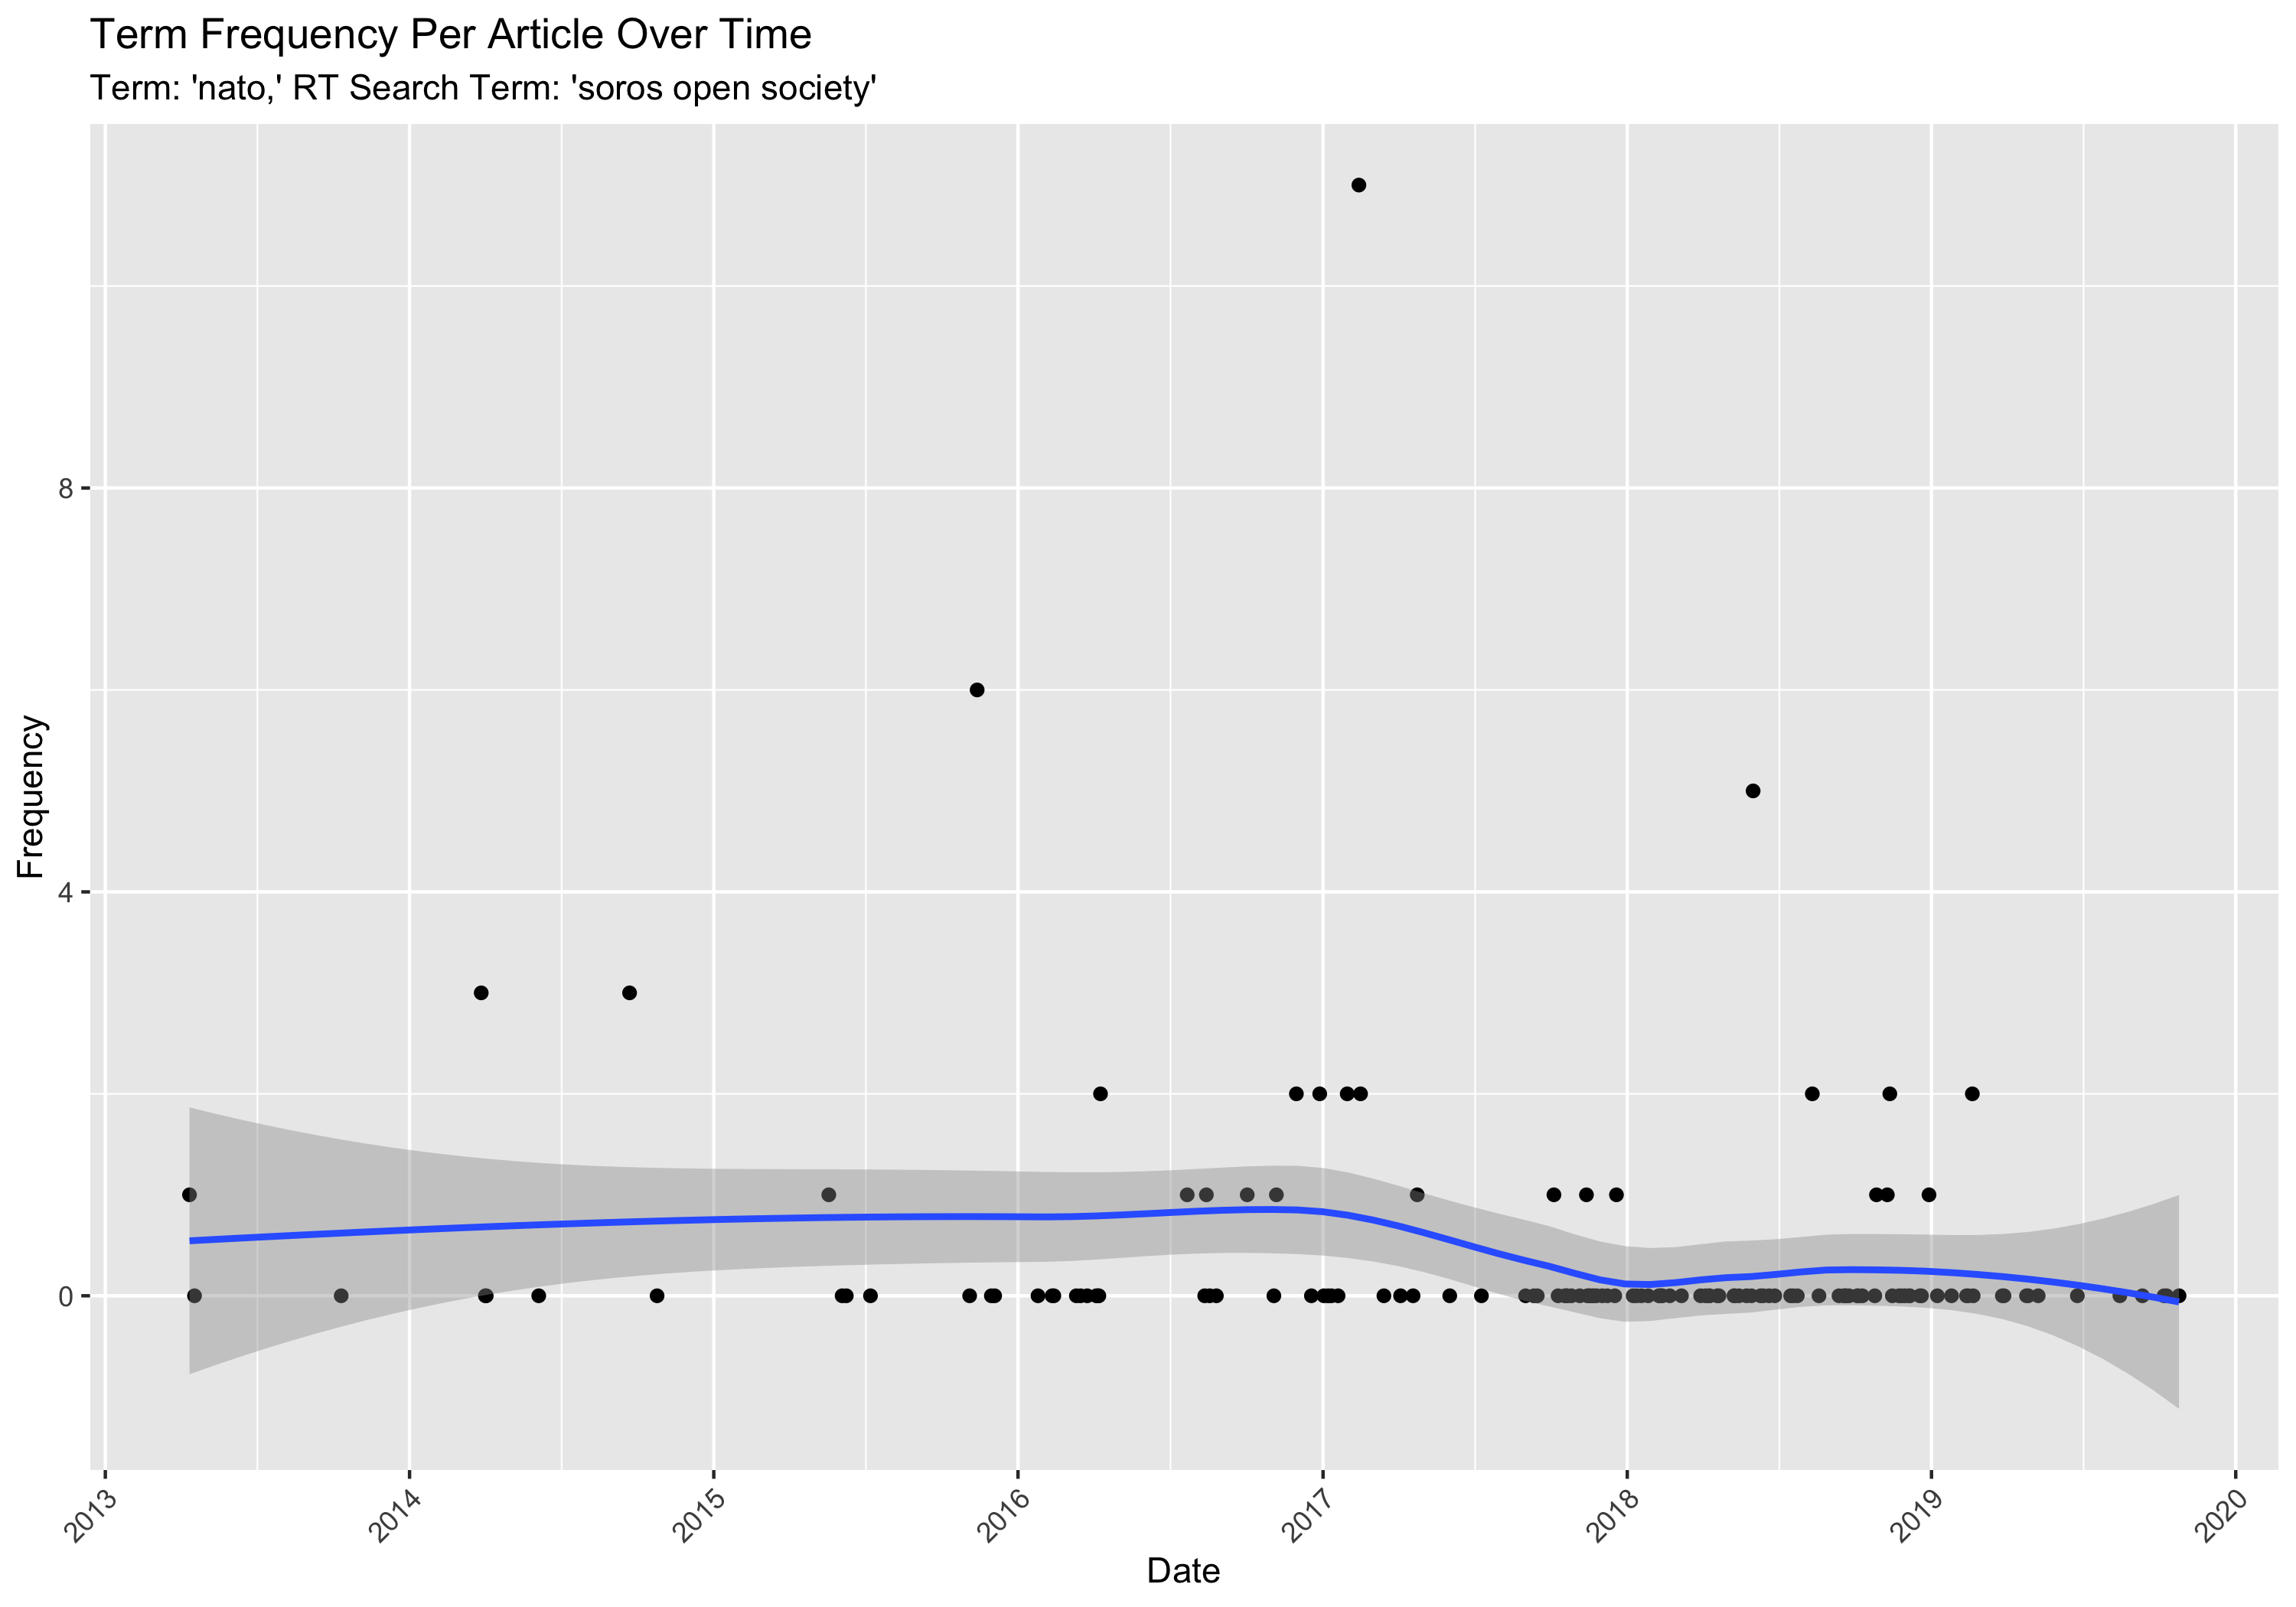 Term Frequency Per Article Over Time
Term: 'nato,' RT Search Term: 'soros open society'
Frequency
8
4
0
2013
2014
2015
2016
2017
2018
2019
2020
Date